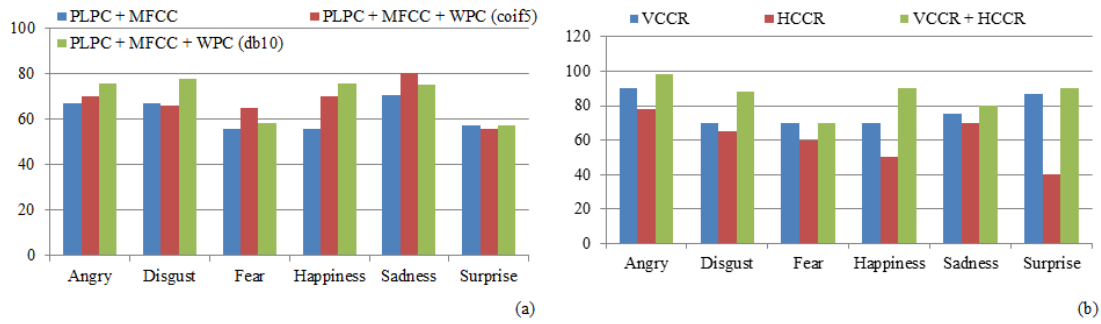 PLPC + MFCC
PLPC + MFCC + WPC (coif5)
PLPC + MFCC + WPC (db10)
100
80
60
40
20
0
Angry
Disgust
Fear
Happiness
Sadness
Surprise
(a)
VCCR
HCCR
VCCR + HCCR
120
100
80
60
40
20
0
Angry
Disgust
Fear
Happiness
Sadness
Surprise
(b)